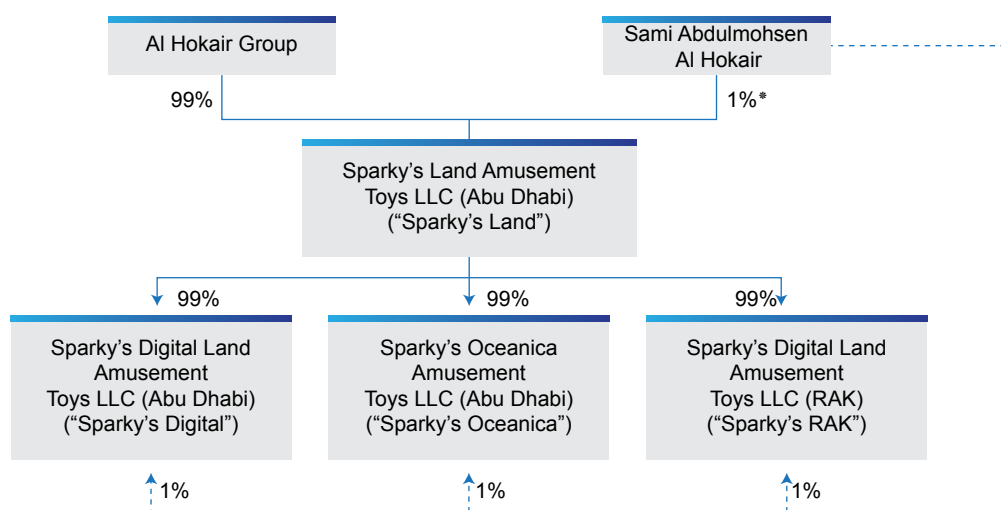 Al Hokair Group
Sami Abdulmohsen
Al Hokair
99%
1%*
Sparky’s Land Amusement
Toys LLC (Abu Dhabi)
(“Sparky’s Land”)
99%
99%
99%
Sparky’s Digital Land
Amusement
Toys LLC (Abu Dhabi)
(“Sparky’s Digital”)
Sparky’s Oceanica
Amusement
Toys LLC (Abu Dhabi)
(“Sparky’s Oceanica”)
Sparky’s Digital Land
Amusement
Toys LLC (RAK)
(“Sparky’s RAK”)
1%
1%
1%